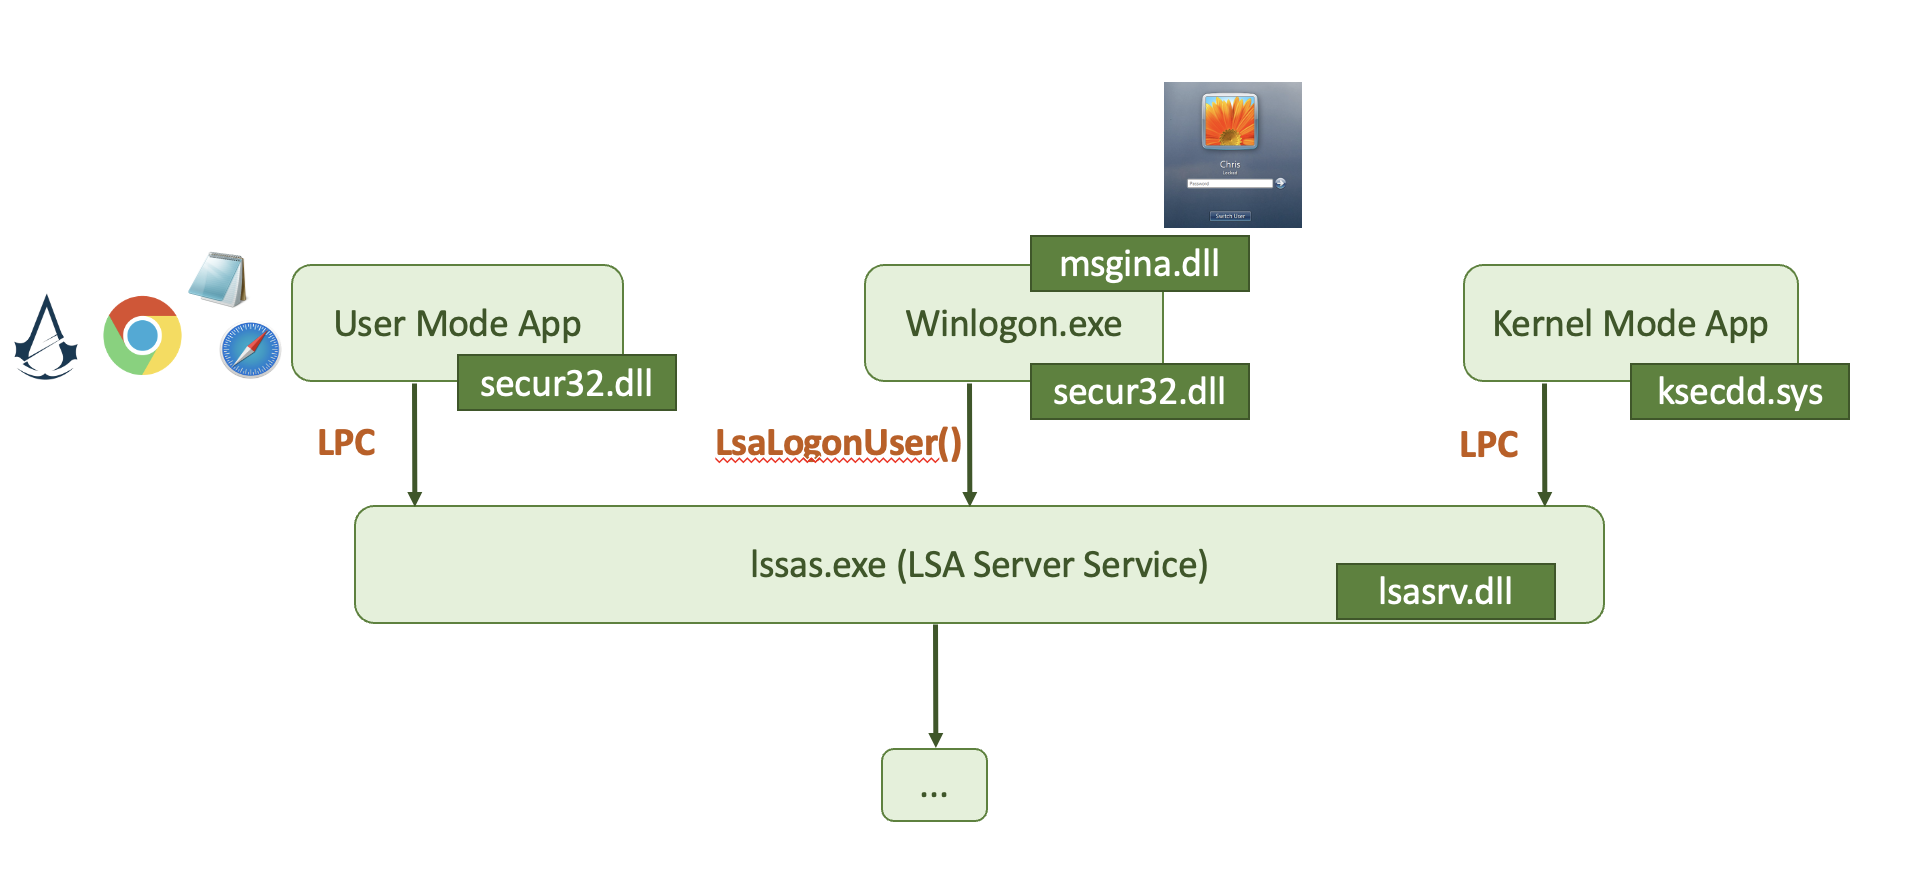 Chris
Locked
Password
Switch User
msgina.dll
User Mode App
Winlogon.exe
Kernel Mode App
secur32.dll
secur32.dll
ksecdd.sys
LPC
LsaLogonUser()
LPC
lssas.exe (LSA Server Service)
lsasrv.dll
...